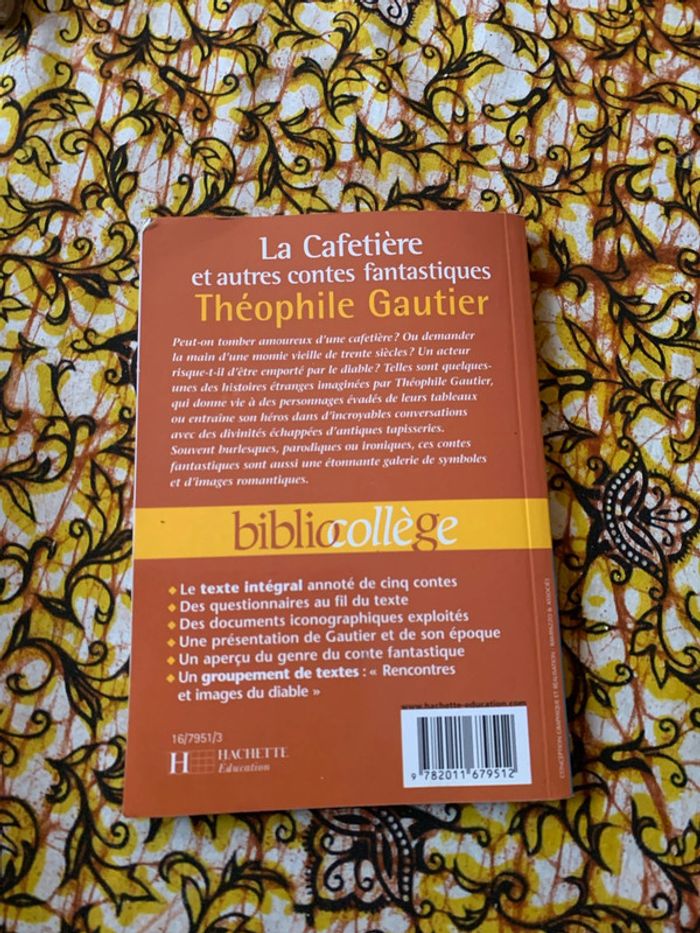 La Cafetière
et autres contes fantastiques
Théophile Gautier
Peut-on tomber amoureux d'une cafetière ? Ou demander
la main d'une momie vieille de trente siècles ? Un acteur
risque-t-il d'être emporté par le diable ? Telles sont quelques-
unes des histoires étranges imaginées par Théophile Gautier,
qui donne vie à des personnages évadés de leurs tableaux
ou entraîne son héros dans d'incroyables conversations
avec des divinités échappées d'antiques tapisseries.
Souvent burlesques, parodiques ou ironiques, ces contes
fantastiques sont aussi une étonnante galerie de symboles
et d'images romantiques.
bibliocollège
Le texte intégral annoté de cinq contes
Des questionnaires au fil du texte
Des documents iconographiques exploités
Une présentation de Gautier et de son époque
Un aperçu du genre du conte fantastique
Un groupement de textes : « Rencontres
et images du diable »
16/7951/3
H HACHETTE
Education
www.hachette-education.com
9 782011 679512
CONCEPTION GRAPHIQUE ET RÉALISATION : RAMPAZZO & ASSOCIÉS